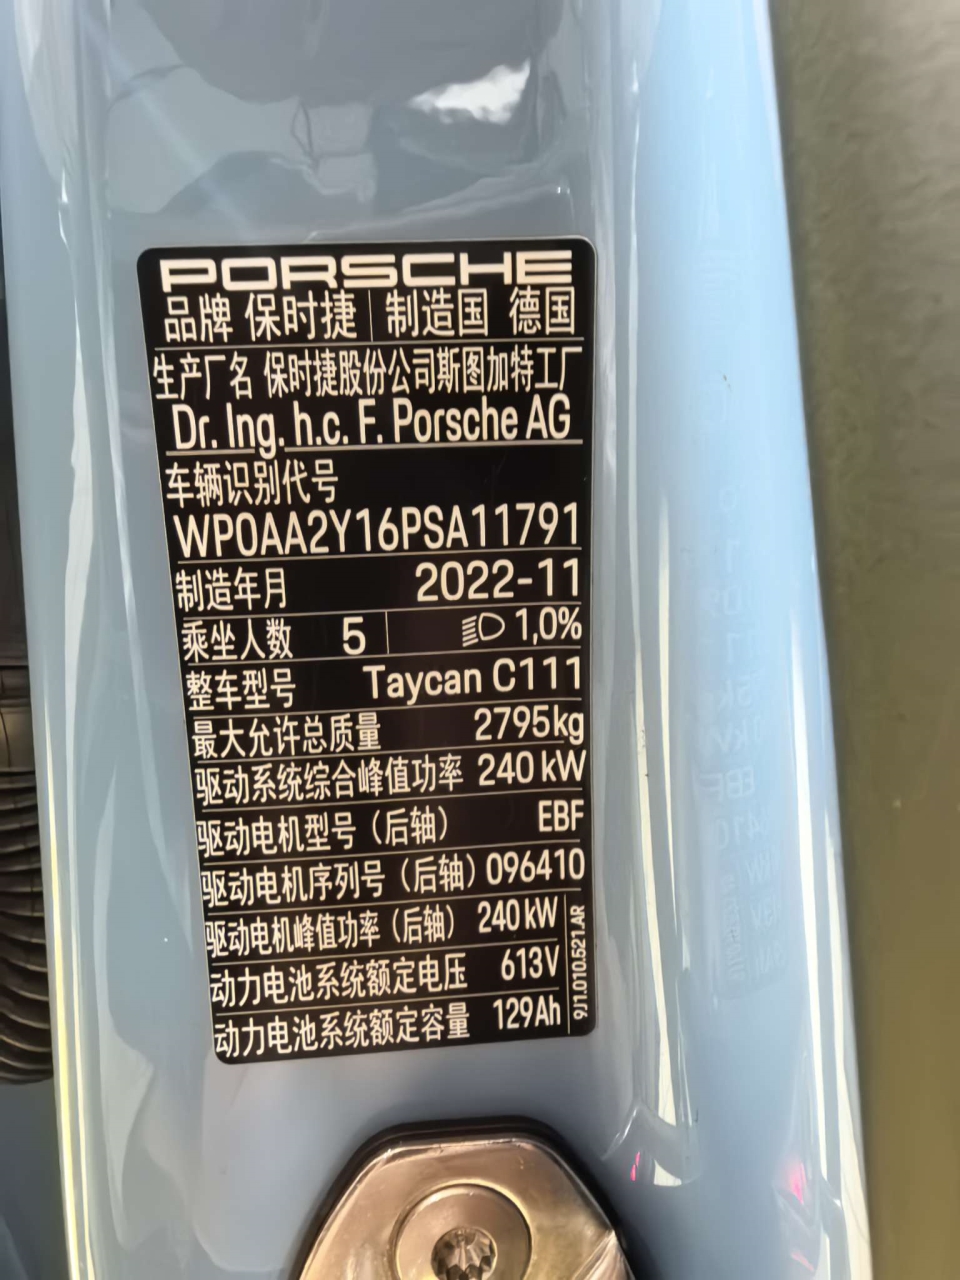 PORSCHE
品牌 保时捷 制造国 德国
生产厂名 保时捷股份公司斯图加特工厂
Dr. Ing. h.c. F. Porsche AG
车辆识别代号
WP0AA2Y16PSA11791
制造年月 2022-11
乘坐人数 5 1,0%
整车型号 Taycan C111
最大允许总质量 2795kg
驱动系统综合峰值功率 240 kW
驱动电机型号（后轴） EBF
驱动电机序列号（后轴）096410
驱动电机峰值功率（后轴） 240 kW
动力电池系统额定电压 613V
动力电池系统额定容量 129Ah
9J1.010.521.AR